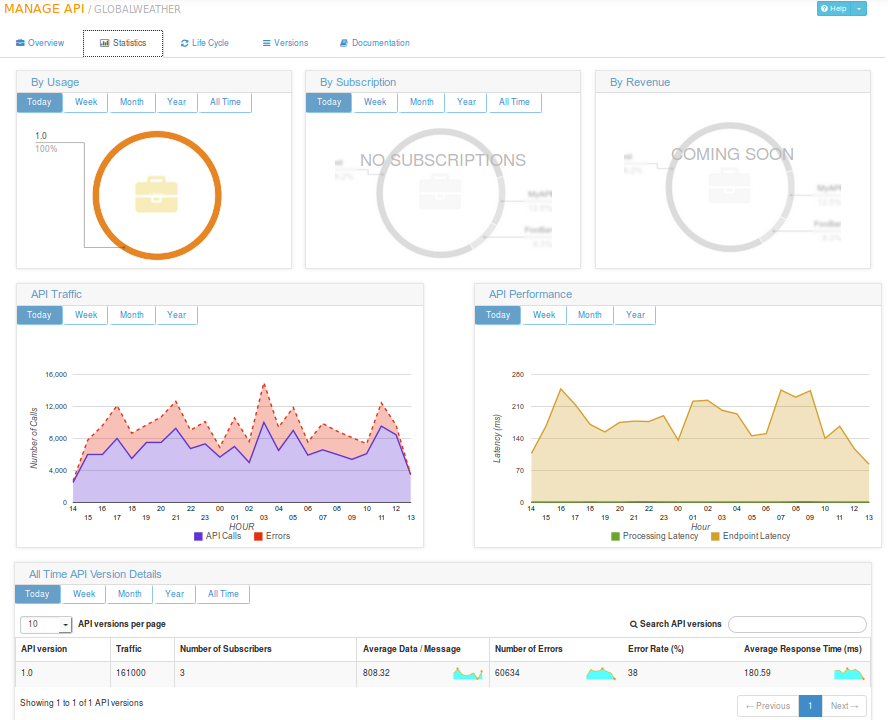 MANAGE API / GLOBALWEATHER
Help
Overview Statistics Life Cycle Versions Documentation
By Usage
Today Week Month Year All Time
1.0
100%
By Subscription
Today Week Month Year All Time
NO SUBSCRIPTIONS
By Revenue
COMING SOON
API Traffic
Today Week Month Year
16,000
12,000
8,000
4,000
0
Number of Calls
14 16 18 20 22 00 02 04 06 08 10 12
15 17 19 21 23 01 03 05 07 09 11 13
HOUR
API Calls Errors
API Performance
Today Week Month Year
280
210
140
70
0
Latency (ms)
14 16 18 20 22 00 02 04 06 08 10 12
15 17 19 21 23 01 03 05 07 09 11 13
Hour
Processing Latency Endpoint Latency
All Time API Version Details
Today Week Month Year All Time
10 API versions per page Search API versions
API version Traffic Number of Subscribers Average Data / Message Number of Errors Error Rate (%) Average Response Time (ms)
1.0 161000 3 808.32 60634 38 180.59
Showing 1 to 1 of 1 API versions
← Previous 1 Next →